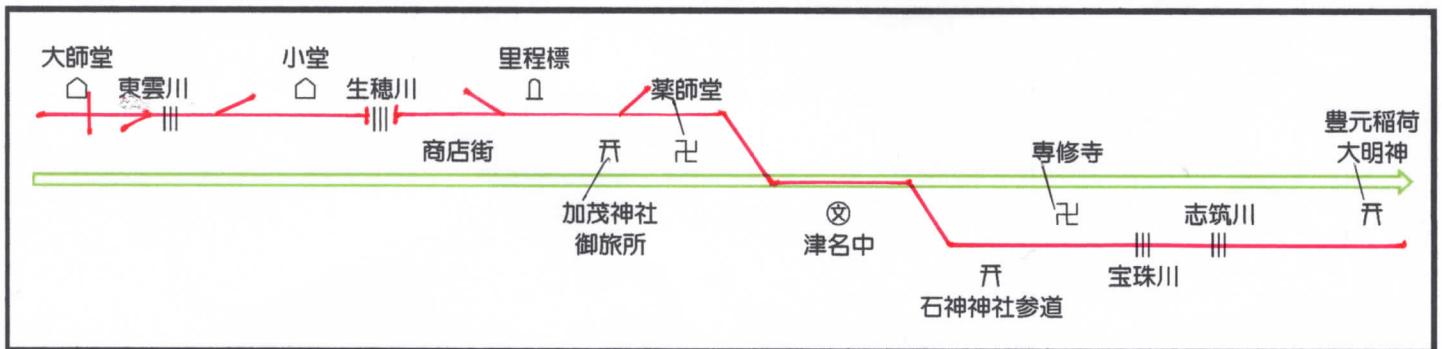 大師堂
東雲川
小堂
生穂川
里程標
薬師堂
商店街
加茂神社
御旅所
文
津名中
専修寺
石神神社参道
宝珠川
志筑川
豊元稲荷
大明神